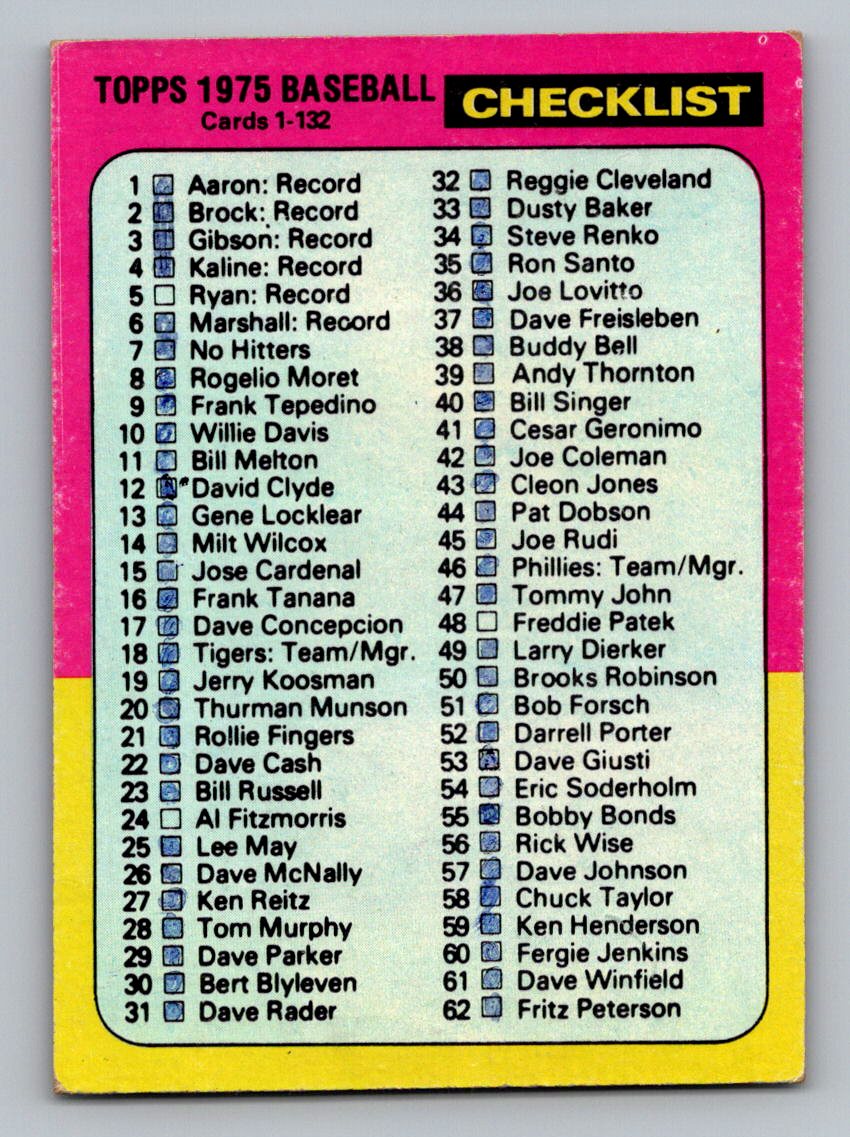 TOPPS 1975 BASEBALL CHECKLIST
Cards 1-132
1 Aaron: Record
2 Brock: Record
3 Gibson: Record
4 Kaline: Record
5 Ryan: Record
6 Marshall: Record
7 No Hitters
8 Rogelio Moret
9 Frank Tepedino
10 Willie Davis
11 Bill Melton
12 David Clyde
13 Gene Locklear
14 Milt Wilcox
15 Jose Cardenal
16 Frank Tanana
17 Dave Concepcion
18 Tigers: Team/Mgr.
19 Jerry Koosman
20 Thurman Munson
21 Rollie Fingers
22 Dave Cash
23 Bill Russell
24 Al Fitzmorris
25 Lee May
26 Dave McNally
27 Ken Reitz
28 Tom Murphy
29 Dave Parker
30 Bert Blyleven
31 Dave Rader
32 Reggie Cleveland
33 Dusty Baker
34 Steve Renko
35 Ron Santo
36 Joe Lovitto
37 Dave Freisleben
38 Buddy Bell
39 Andy Thornton
40 Bill Singer
41 Cesar Geronimo
42 Joe Coleman
43 Cleon Jones
44 Pat Dobson
45 Joe Rudi
46 Phillies: Team/Mgr.
47 Tommy John
48 Freddie Patek
49 Larry Dierker
50 Brooks Robinson
51 Bob Forsch
52 Darrell Porter
53 Dave Giusti
54 Eric Soderholm
55 Bobby Bonds
56 Rick Wise
57 Dave Johnson
58 Chuck Taylor
59 Ken Henderson
60 Fergie Jenkins
61 Dave Winfield
62 Fritz Peterson